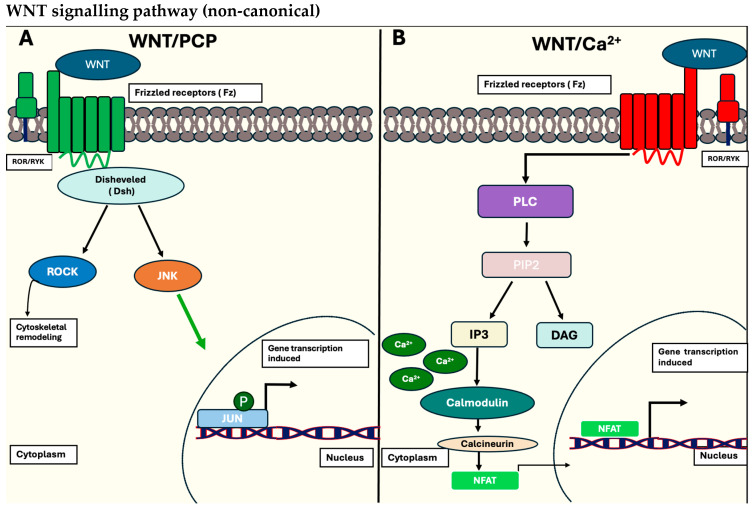 WNT signalling pathway (non-canonical)
A
WNT/PCP
WNT
Frizzled receptors ( Fz)
ROR/RYK
Disheveled
( Dsh)
ROCK
JNK
Cytoskeletal
remodeling
Gene transcription
induced
P
JUN
Cytoplasm
Nucleus
B
WNT/Ca²⁺
WNT
Frizzled receptors ( Fz)
ROR/RYK
PLC
PIP2
IP3
DAG
Ca²⁺
Ca²⁺
Ca²⁺
Calmodulin
Calcineurin
NFAT
Cytoplasm
Gene transcription
induced
NFAT
Nucleus